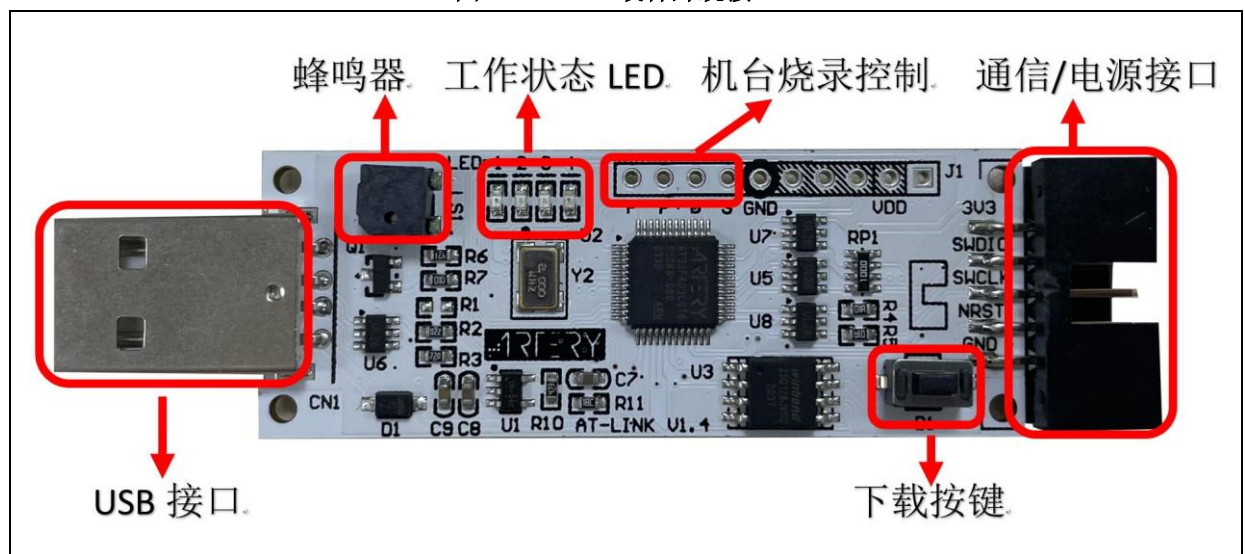 蜂鸣器
工作状态 LED
机台烧录控制
通信/电源接口
LED
J1
GND
VDD
3V3
U2
U7
RP1
SWDIO
Q1
R6
Y2
R7
U5
SWCLK
R1
NRST
R2
U8
R4
U6
ARTERY
GND
R3
C7
U3
winbond
CN1
R11
D1
C9 C8
U1
R10
AT-LINK V1.4
USB 接口
下载按键